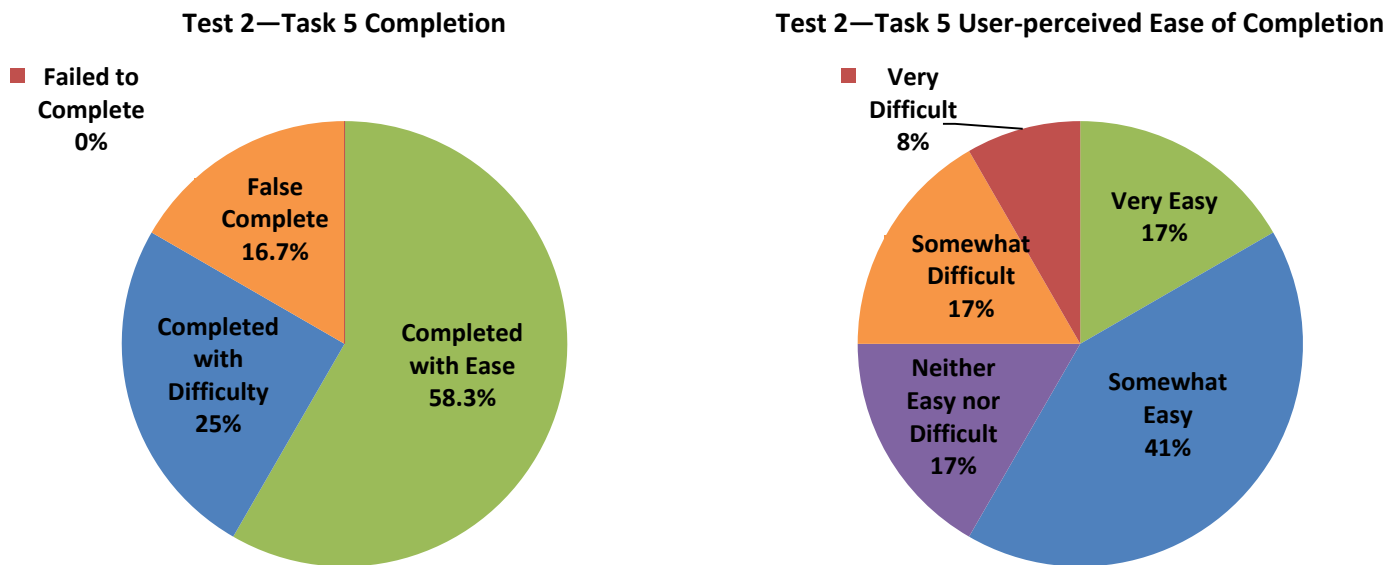 Test 2—Task 5 Completion
Failed to
Complete
0%
False
Complete
16.7%
Completed
with
Difficulty
25%
Completed
with Ease
58.3%
Test 2—Task 5 User-perceived Ease of Completion
Very
Difficult
8%
Very Easy
17%
Somewhat
Difficult
17%
Neither
Easy nor
Difficult
17%
Somewhat
Easy
41%